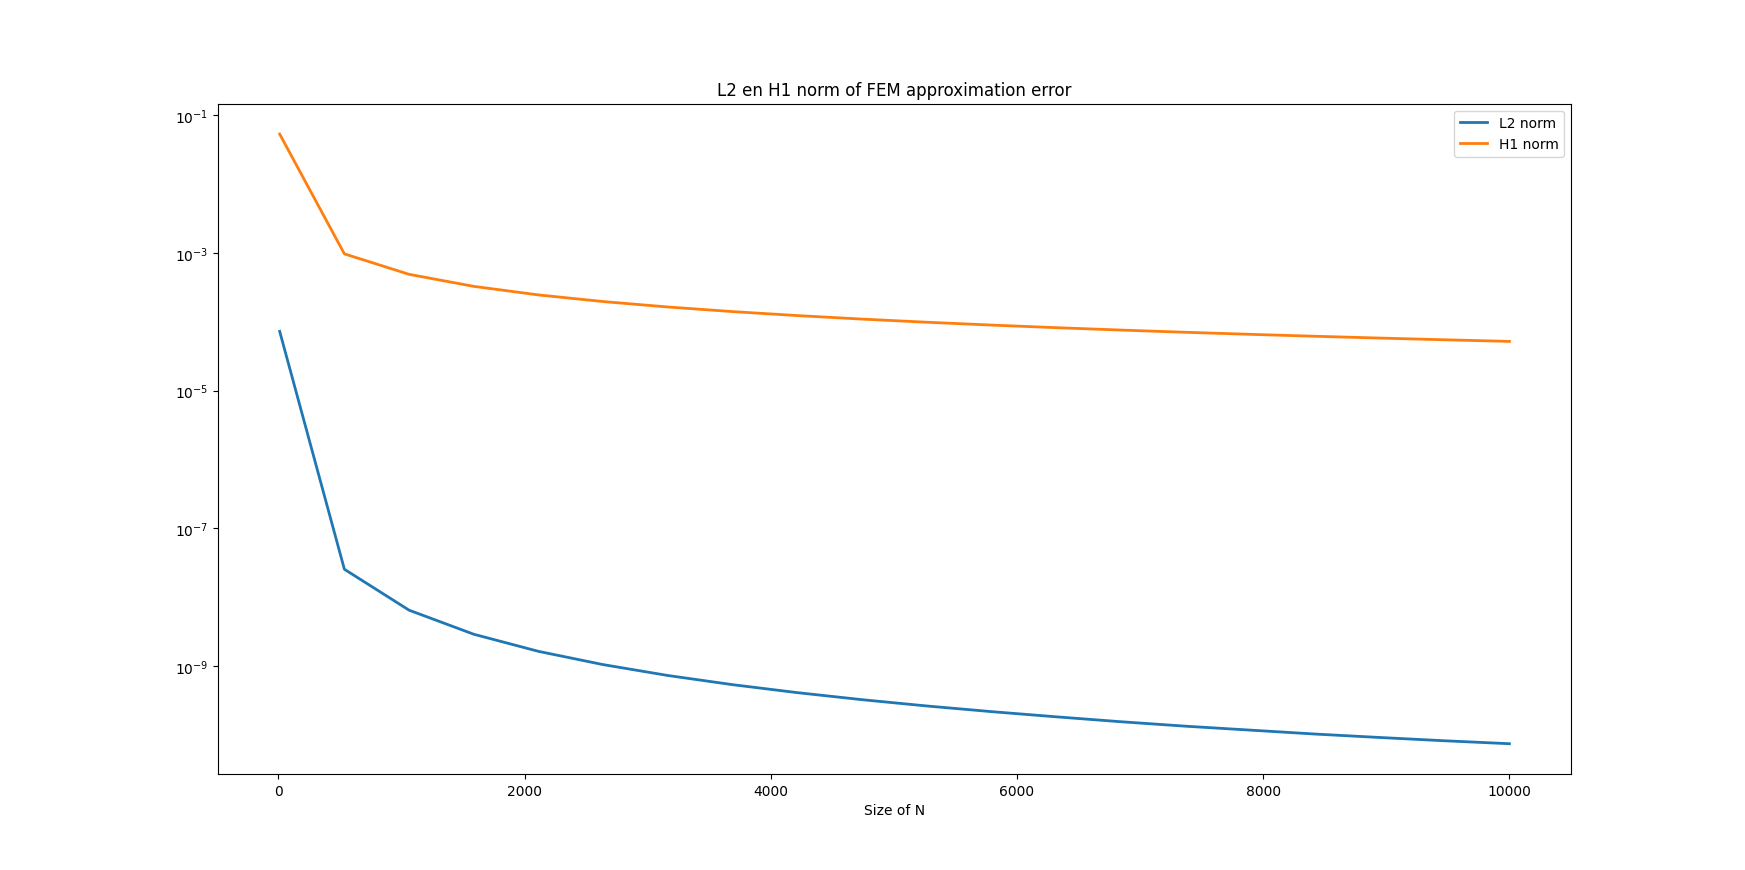 L2 en H1 norm of FEM approximation error
L2 norm
H1 norm
10⁻¹
10⁻³
10⁻⁵
10⁻⁷
10⁻⁹
0 2000 4000 6000 8000 10000
Size of N